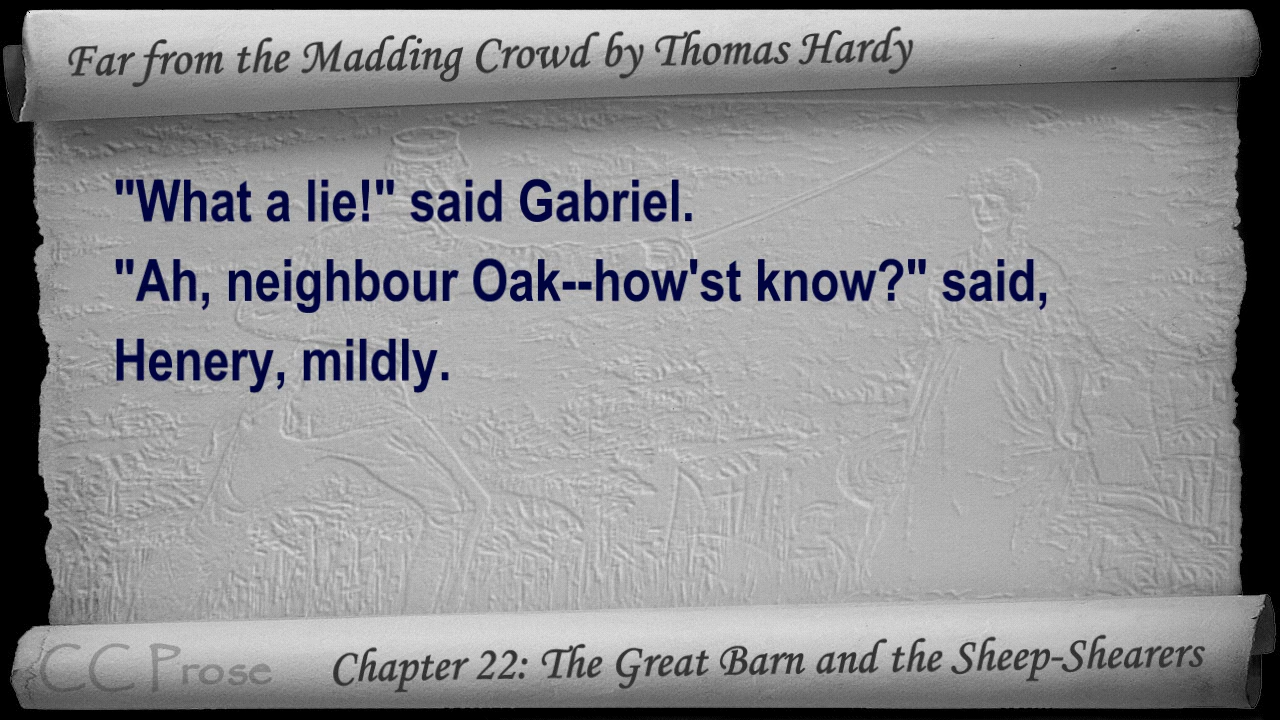 Far from the Madding Crowd by Thomas Hardy
"What a lie!" said Gabriel.
"Ah, neighbour Oak--how'st know?" said,
Henery, mildly.
CC Prose
Chapter 22: The Great Barn and the Sheep-Shearers